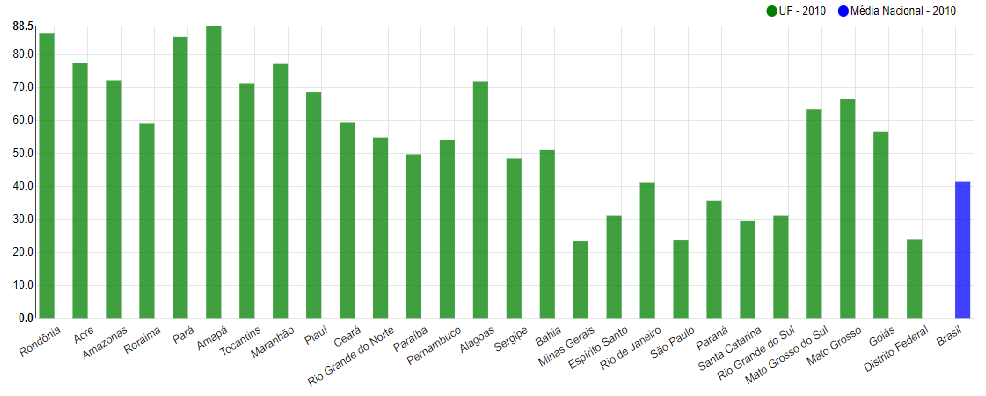 UF - 2010 Média Nacional - 2010
88.5
80.0
70.0
60.0
50.0
40.0
30.0
20.0
10.0
0.0
Rondônia
Acre
Amazonas
Roraima
Pará
Amapá
Tocantins
Maranhão
Piauí
Ceará
Rio Grande do Norte
Paraíba
Pernambuco
Alagoas
Sergipe
Bahia
Minas Gerais
Espírito Santo
Rio de Janeiro
São Paulo
Paraná
Santa Catarina
Rio Grande do Sul
Mato Grosso do Sul
Mato Grosso
Goiás
Distrito Federal
Brasil